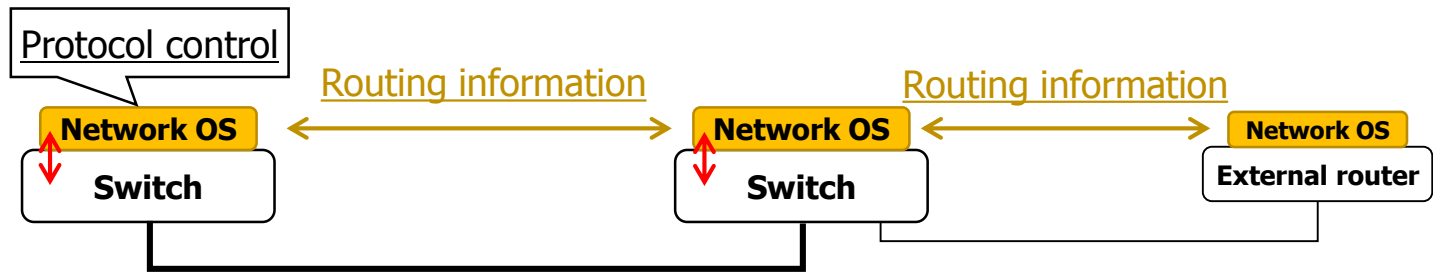 Protocol control
Routing information
Routing information
Network OS
Network OS
Network OS
Switch
Switch
External router